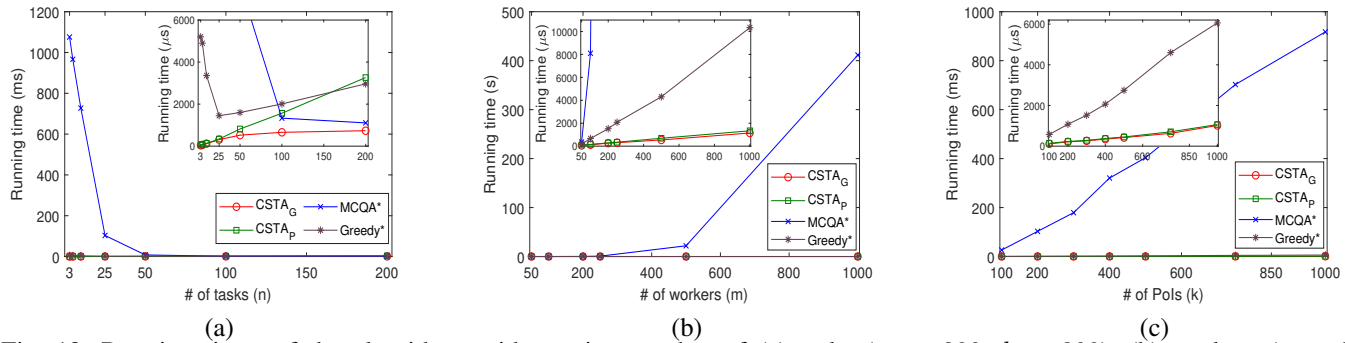 Running time (ms)
1200
1000
800
600
400
200
0
3
25
50
100
150
200
# of tasks (n)
Running time (μs)
6000
4000
2000
0
3
25
50
100
150
200
CSTA_G
CSTA_P
MCQA*
Greedy*
(a)
Running time (s)
500
400
300
200
100
0
50
200
400
600
800
1000
# of workers (m)
Running time (μs)
10000
8000
6000
4000
2000
0
50
200
400
600
800
1000
CSTA_G
CSTA_P
MCQA*
Greedy*
(b)
Running time (ms)
1000
800
600
400
200
0
100
200
400
600
850
1000
# of PoIs (k)
Running time (μs)
6000
4000
2000
0
100
200
400
600
850
1000
CSTA_G
CSTA_P
MCQA*
Greedy*
(c)